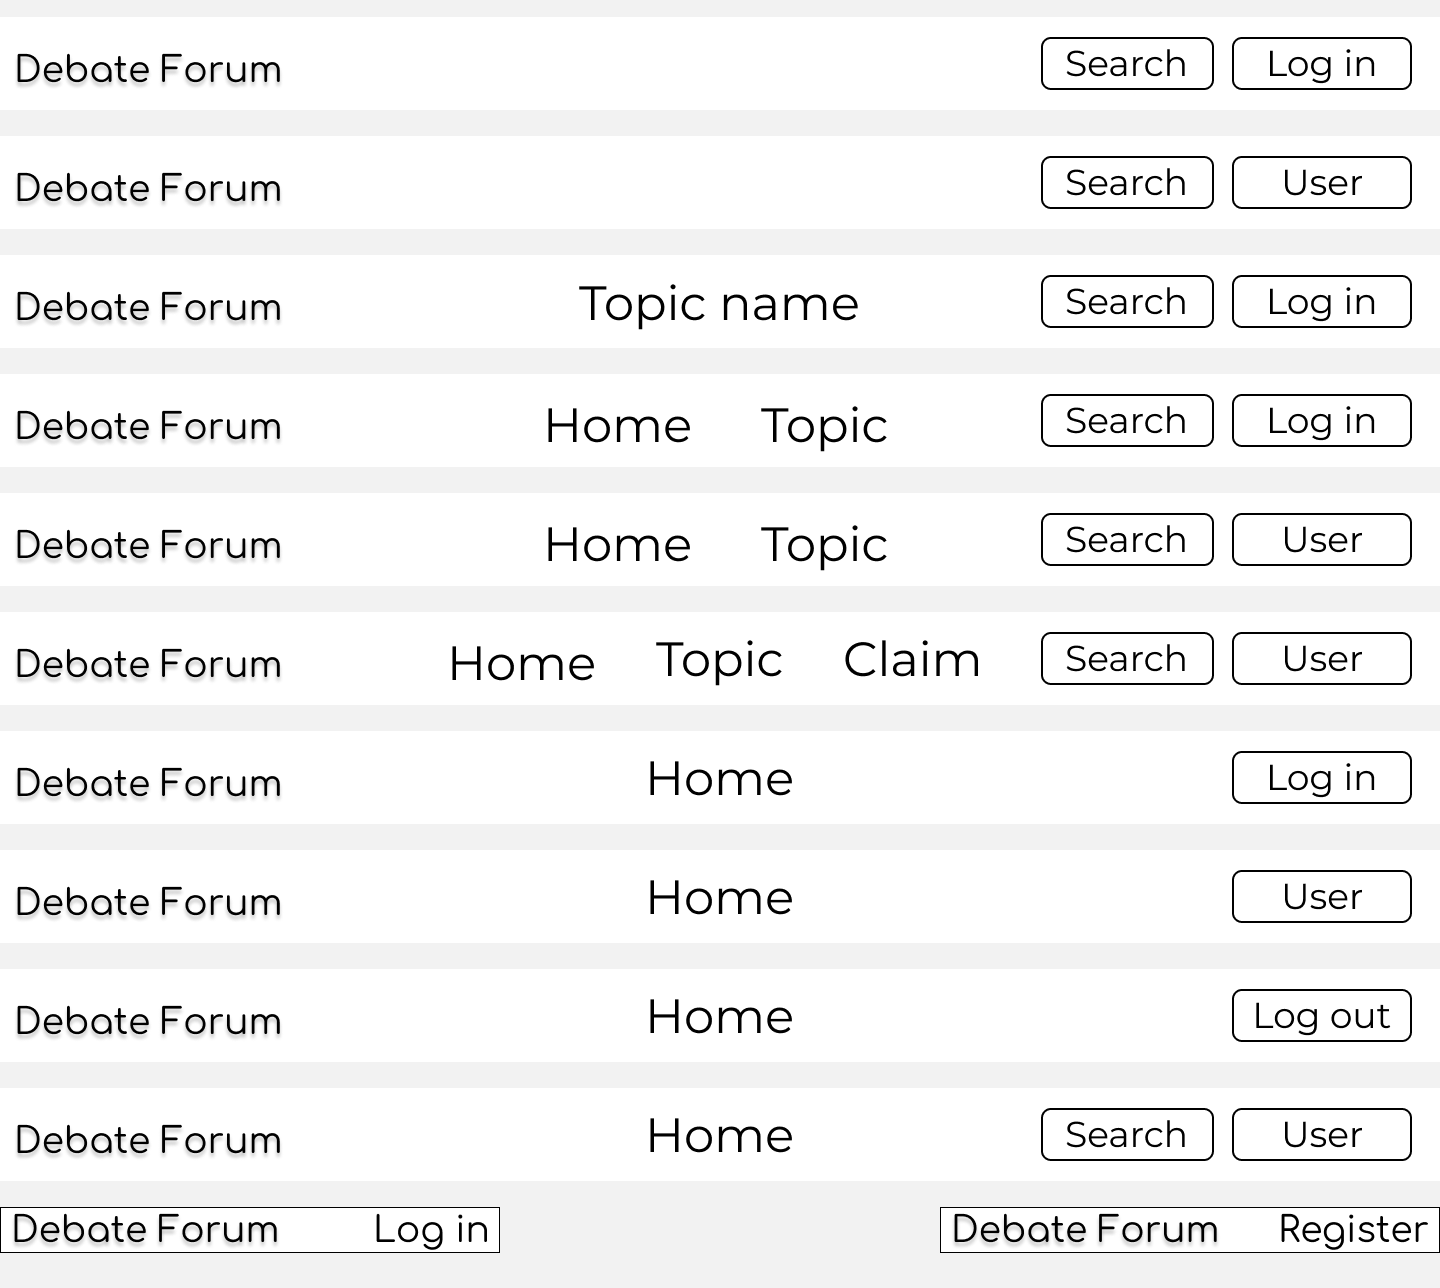 Debate Forum Search Log in
Debate Forum Search User
Debate Forum Topic name Search Log in
Debate Forum Home Topic Search Log in
Debate Forum Home Topic Search User
Debate Forum Home Topic Claim Search User
Debate Forum Home Log in
Debate Forum Home User
Debate Forum Home Log out
Debate Forum Home Search User
Debate Forum Log in Debate Forum Register